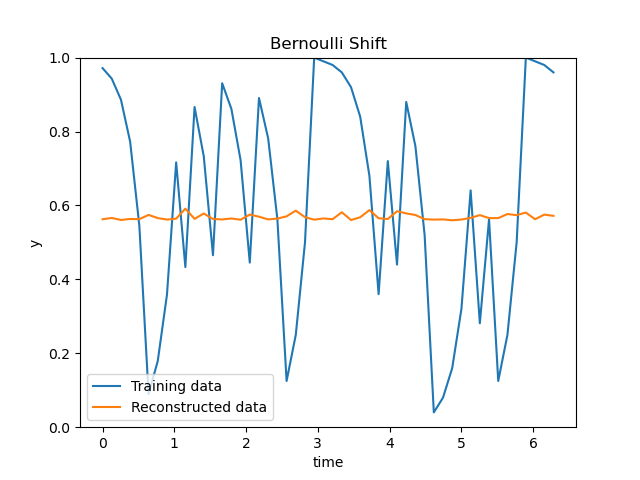 Bernoulli Shift
1.0
0.8
0.6
0.4
0.2
0.0
y
Training data
Reconstructed data
0 1 2 3 4 5 6
time